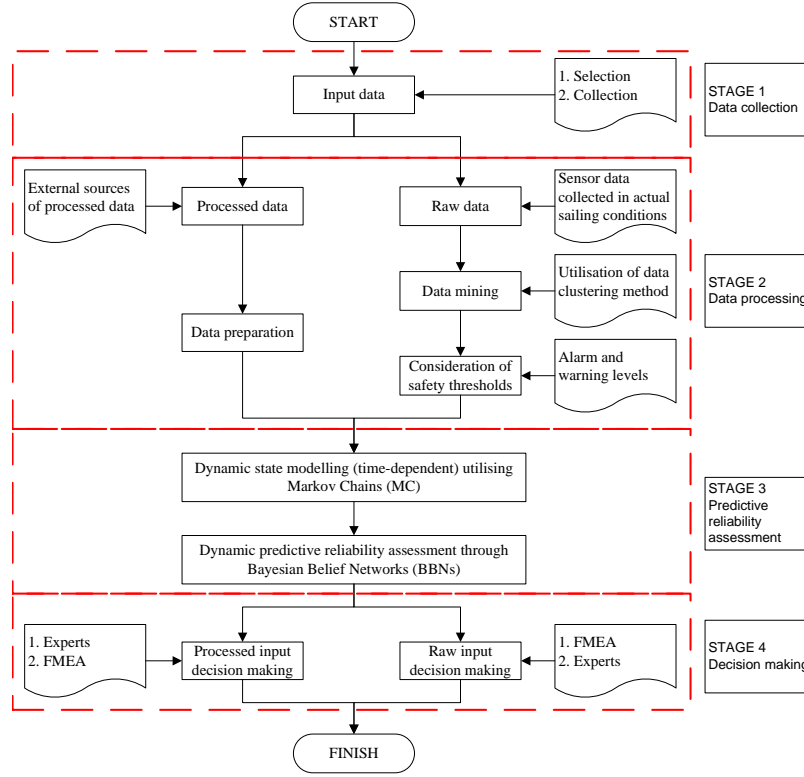 START
Input data
1. Selection
2. Collection
STAGE 1
Data collection
External sources
of processed data
Processed data
Raw data
Sensor data
collected in actual
sailing conditions
Data mining
Utilisation of data
clustering method
STAGE 2
Data processing
Data preparation
Consideration of
safety thresholds
Alarm and
warning levels
Dynamic state modelling (time-dependent) utilising
Markov Chains (MC)
STAGE 3
Predictive
reliability
assessment
Dynamic predictive reliability assessment through
Bayesian Belief Networks (BBNs)
1. Experts
2. FMEA
Processed input
decision making
Raw input
decision making
1. FMEA
2. Experts
STAGE 4
Decision making
FINISH